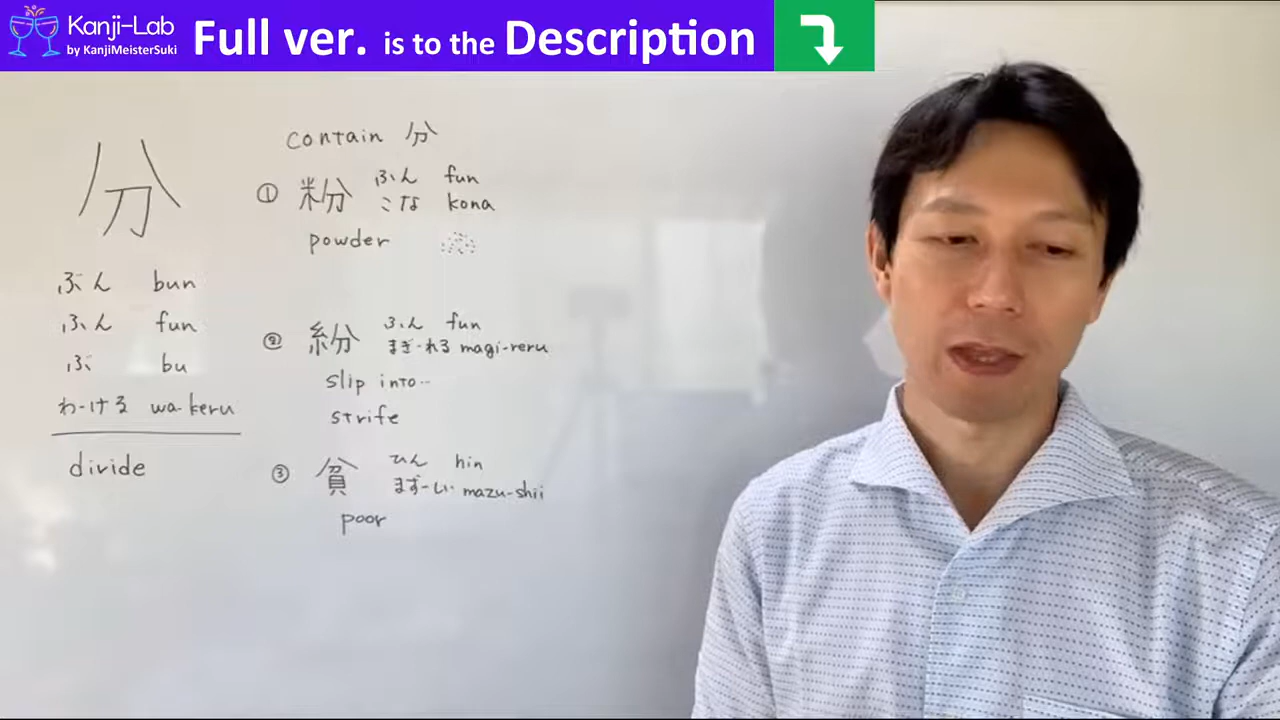 Kanji-Lab
by KanjiMeisterSuki
Full ver. is to the Description
分
ぶん bun
ふん fun
ぶ bu
わ-ける wa-keru
divide
contain 分
① 粉 ふん fun
こな kona
powder
② 紛 ふん fun
まぎ-れる magi-reru
slip into‥
strife
③ 貧 ひん hin
まず-しい mazu-shii
poor